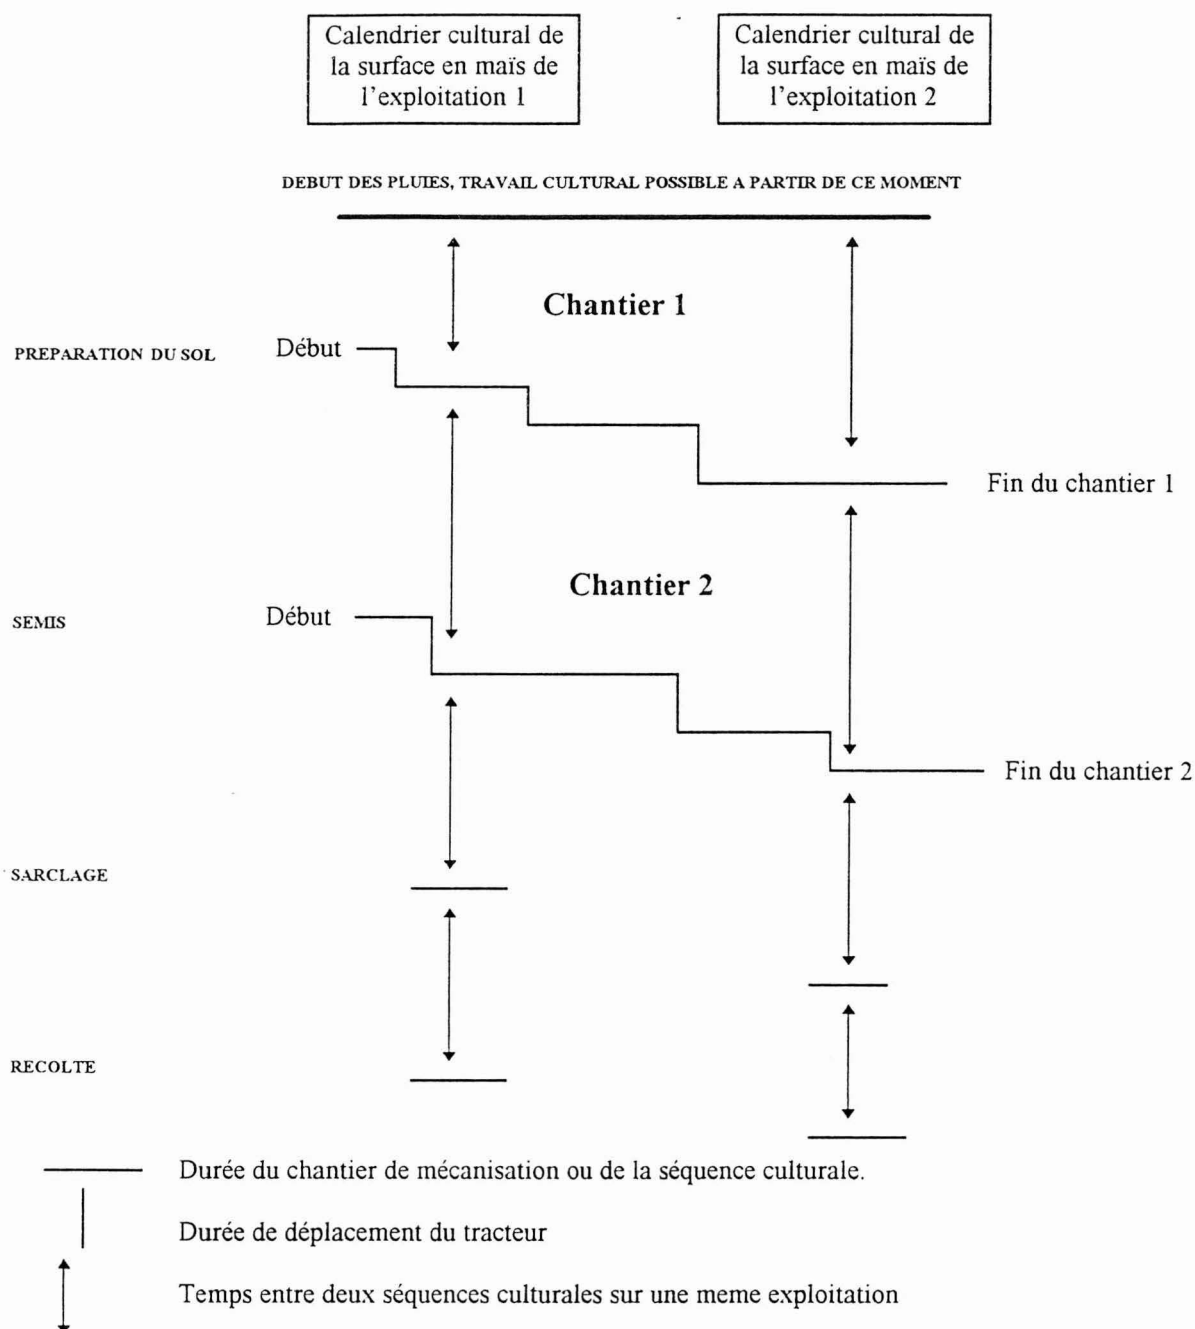 Calendrier cultural de
la surface en maïs de
l'exploitation 1
Calendrier cultural de
la surface en maïs de
l'exploitation 2
DEBUT DES PLUIES, TRAVAIL CULTURAL POSSIBLE A PARTIR DE CE MOMENT
Chantier 1
PREPARATION DU SOL
Début
Fin du chantier 1
Chantier 2
SEMIS
Début
Fin du chantier 2
SARCLAGE
RECOLTE
Durée du chantier de mécanisation ou de la séquence culturale.
Durée de déplacement du tracteur
Temps entre deux séquences culturales sur une meme exploitation